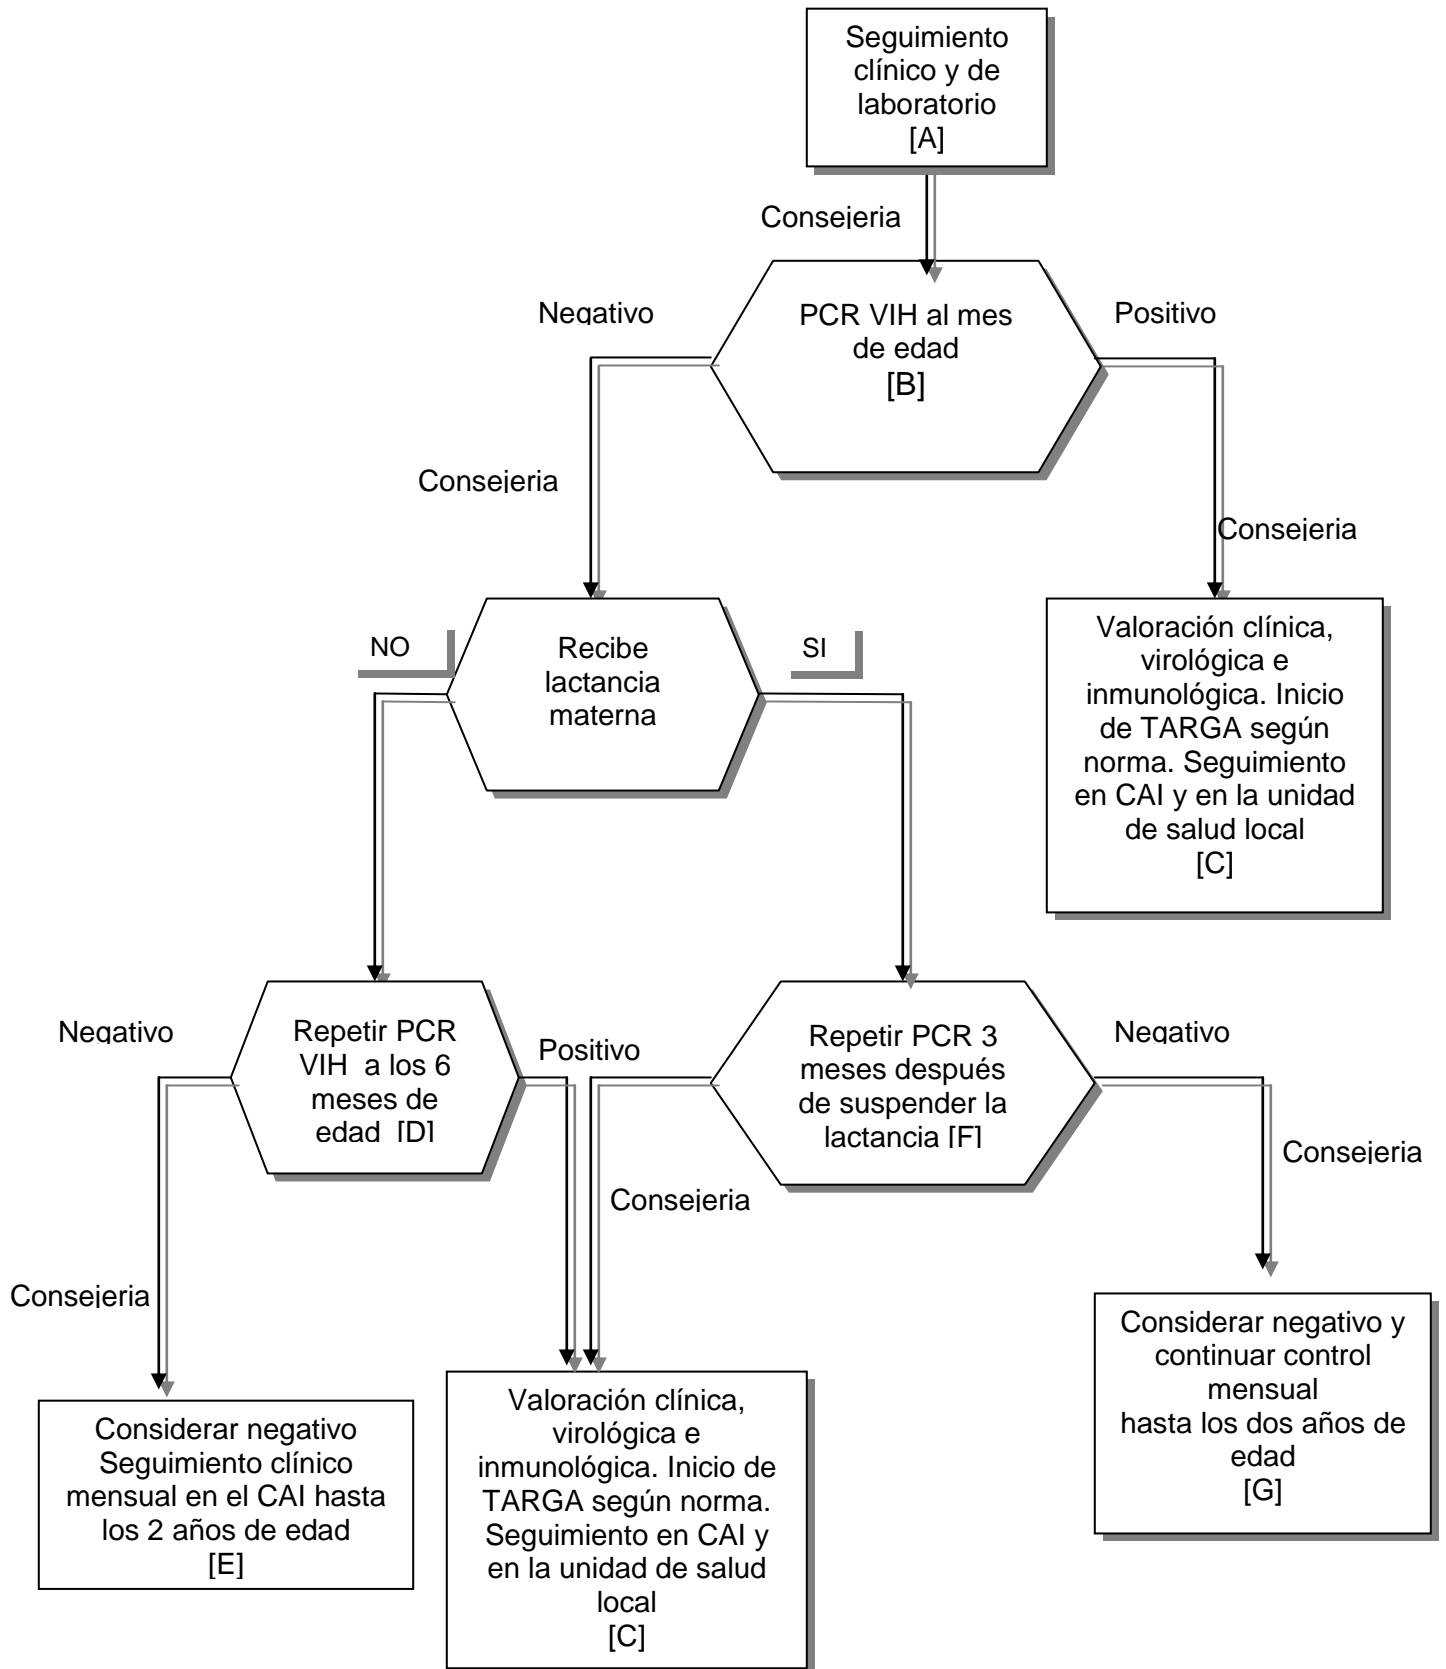 Seguimiento
clínico y de
laboratorio
[A]
Consejeria
Negativo
PCR VIH al mes
de edad
[B]
Positivo
Consejeria
Consejeria
NO
Recibe
lactancia
materna
SI
Valoración clínica,
virológica e
inmunológica. Inicio
de TARGA según
norma. Seguimiento
en CAI y en la unidad
de salud local
[C]
Negativo
Repetir PCR
VIH a los 6
meses de
edad [D]
Positivo
Repetir PCR 3
meses después
de suspender la
lactancia [F]
Negativo
Consejeria
Consejeria
Consejeria
Considerar negativo
Seguimiento clínico
mensual en el CAI hasta
los 2 años de edad
[E]
Valoración clínica,
virológica e
inmunológica. Inicio de
TARGA según norma.
Seguimiento en CAI y
en la unidad de salud
local
[C]
Considerar negativo y
continuar control
mensual
hasta los dos años de
edad
[G]